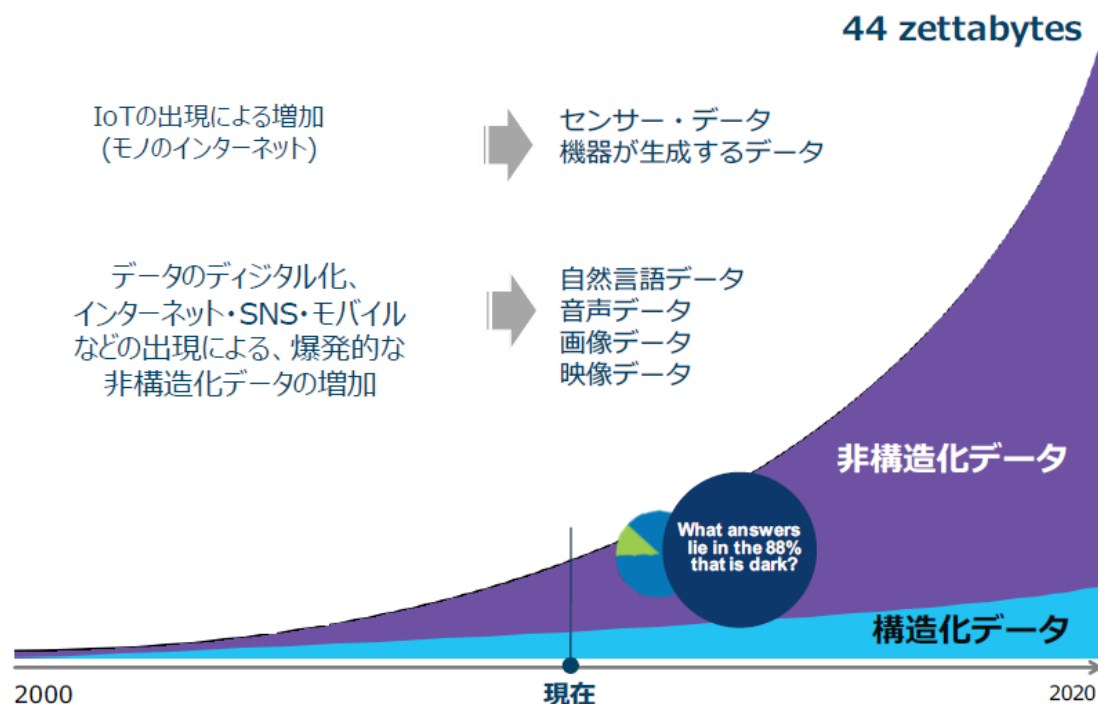 44 zettabytes
IoTの出現による増加
(モノのインターネット)
センサー・データ
機器が生成するデータ
データのディジタル化、
インターネット・SNS・モバイル
などの出現による、爆発的な
非構造化データの増加
自然言語データ
音声データ
画像データ
映像データ
非構造化データ
What answers
lie in the 88%
that is dark?
構造化データ
2000
現在
2020